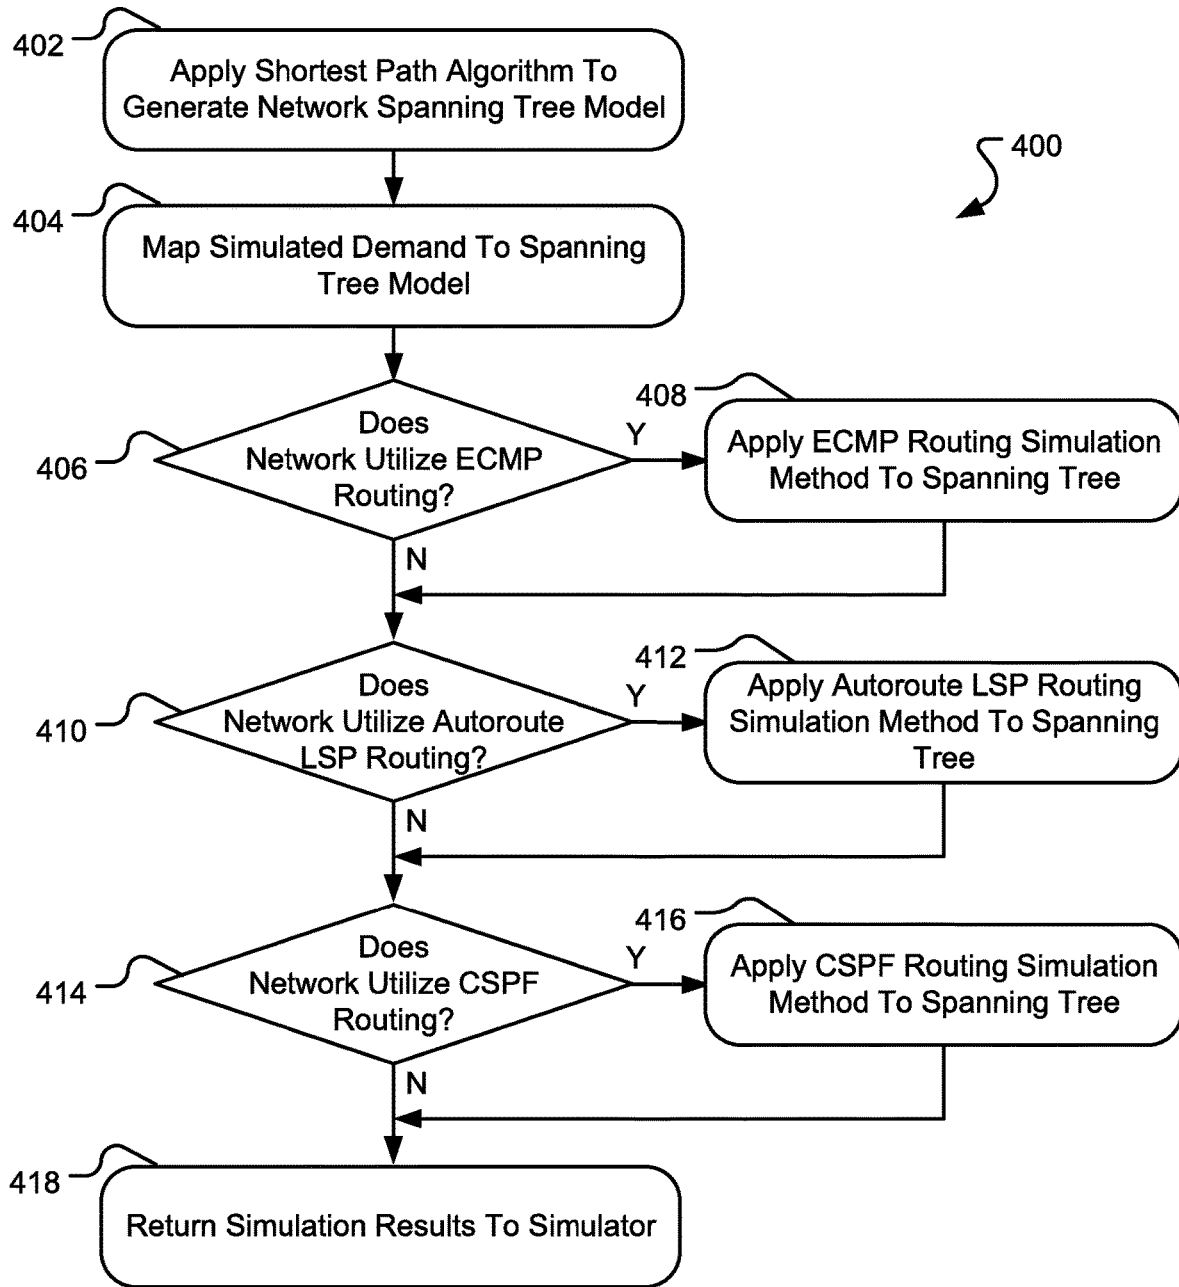 402
Apply Shortest Path Algorithm To
Generate Network Spanning Tree Model
400
404
Map Simulated Demand To Spanning
Tree Model
406
Does
Network Utilize ECMP
Routing?
Y
N
408
Apply ECMP Routing Simulation
Method To Spanning Tree
410
Does
Network Utilize Autoroute
LSP Routing?
Y
N
412
Apply Autoroute LSP Routing
Simulation Method To Spanning
Tree
414
Does
Network Utilize CSPF
Routing?
Y
N
416
Apply CSPF Routing Simulation
Method To Spanning Tree
418
Return Simulation Results To Simulator